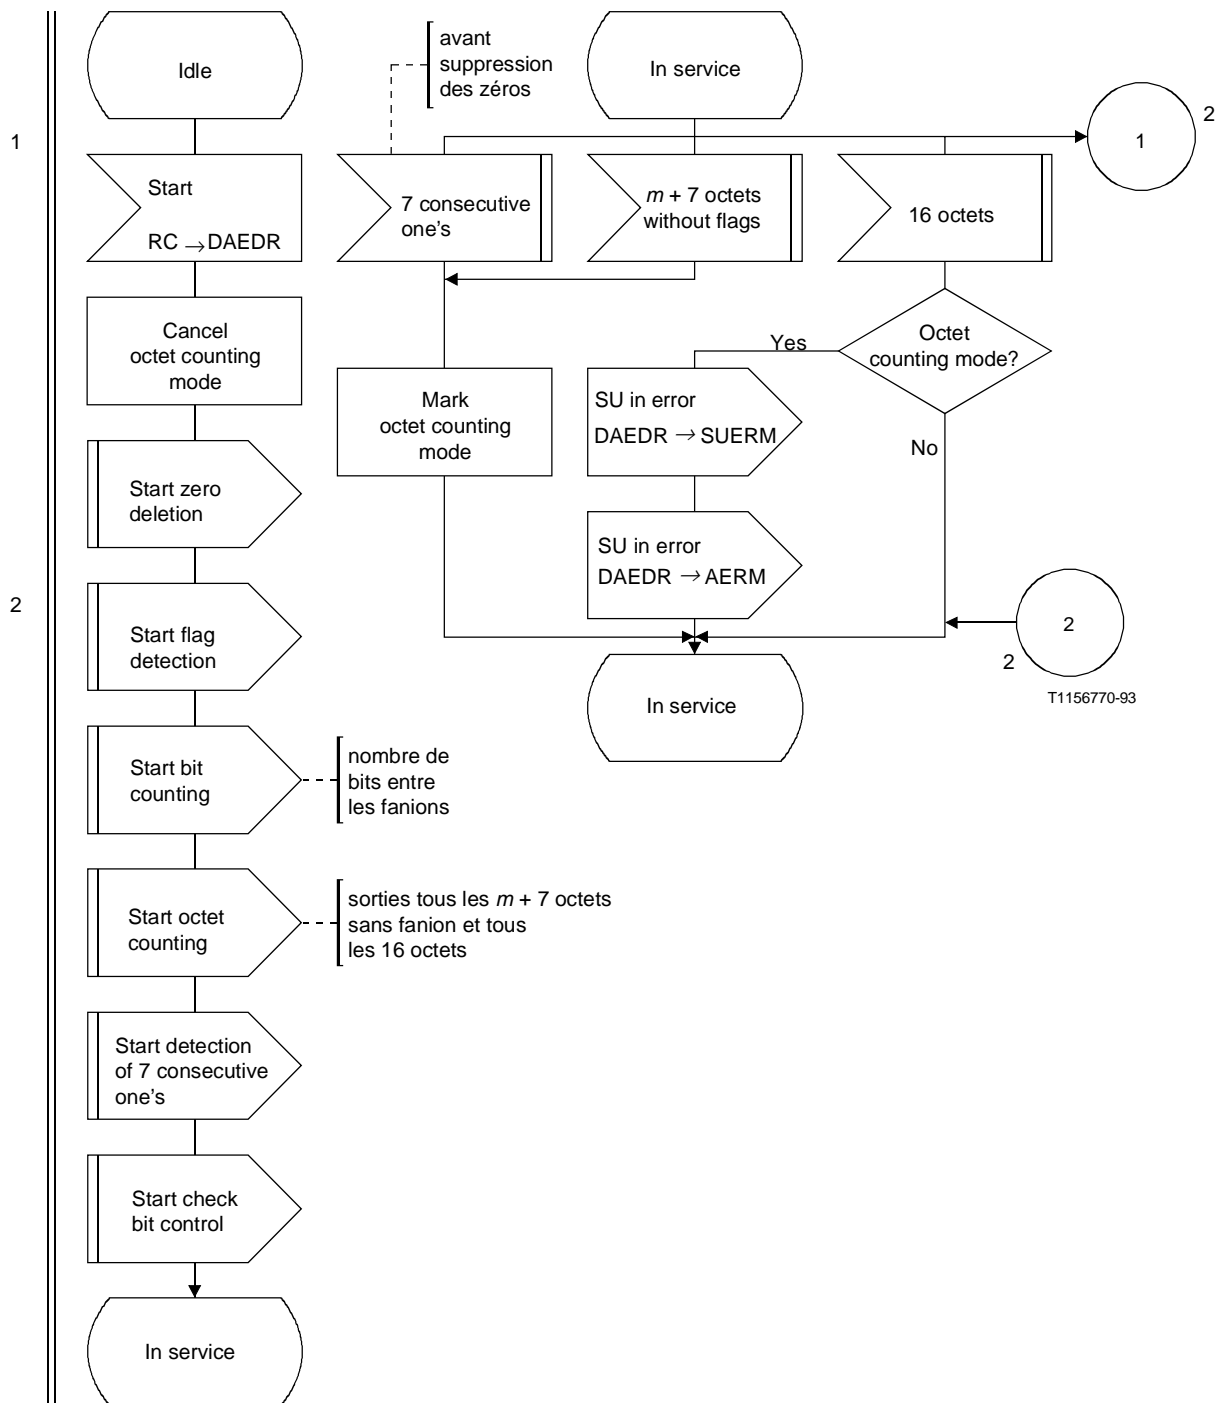 Idle
avant
suppression
des zéros
In service
1
1
2
Start
RC → DAEDR
7 consecutive
one's
m + 7 octets
without flags
16 octets
Cancel
octet counting
mode
Mark
octet counting
mode
Yes
Octet
counting mode?
No
SU in error
DAEDR → SUERM
Start zero
deletion
SU in error
DAEDR → AERM
2
Start flag
detection
2
2
In service
T1156770-93
Start bit
counting
nombre de
bits entre
les fanions
Start octet
counting
sorties tous les m + 7 octets
sans fanion et tous
les 16 octets
Start detection
of 7 consecutive
one's
Start check
bit control
In service